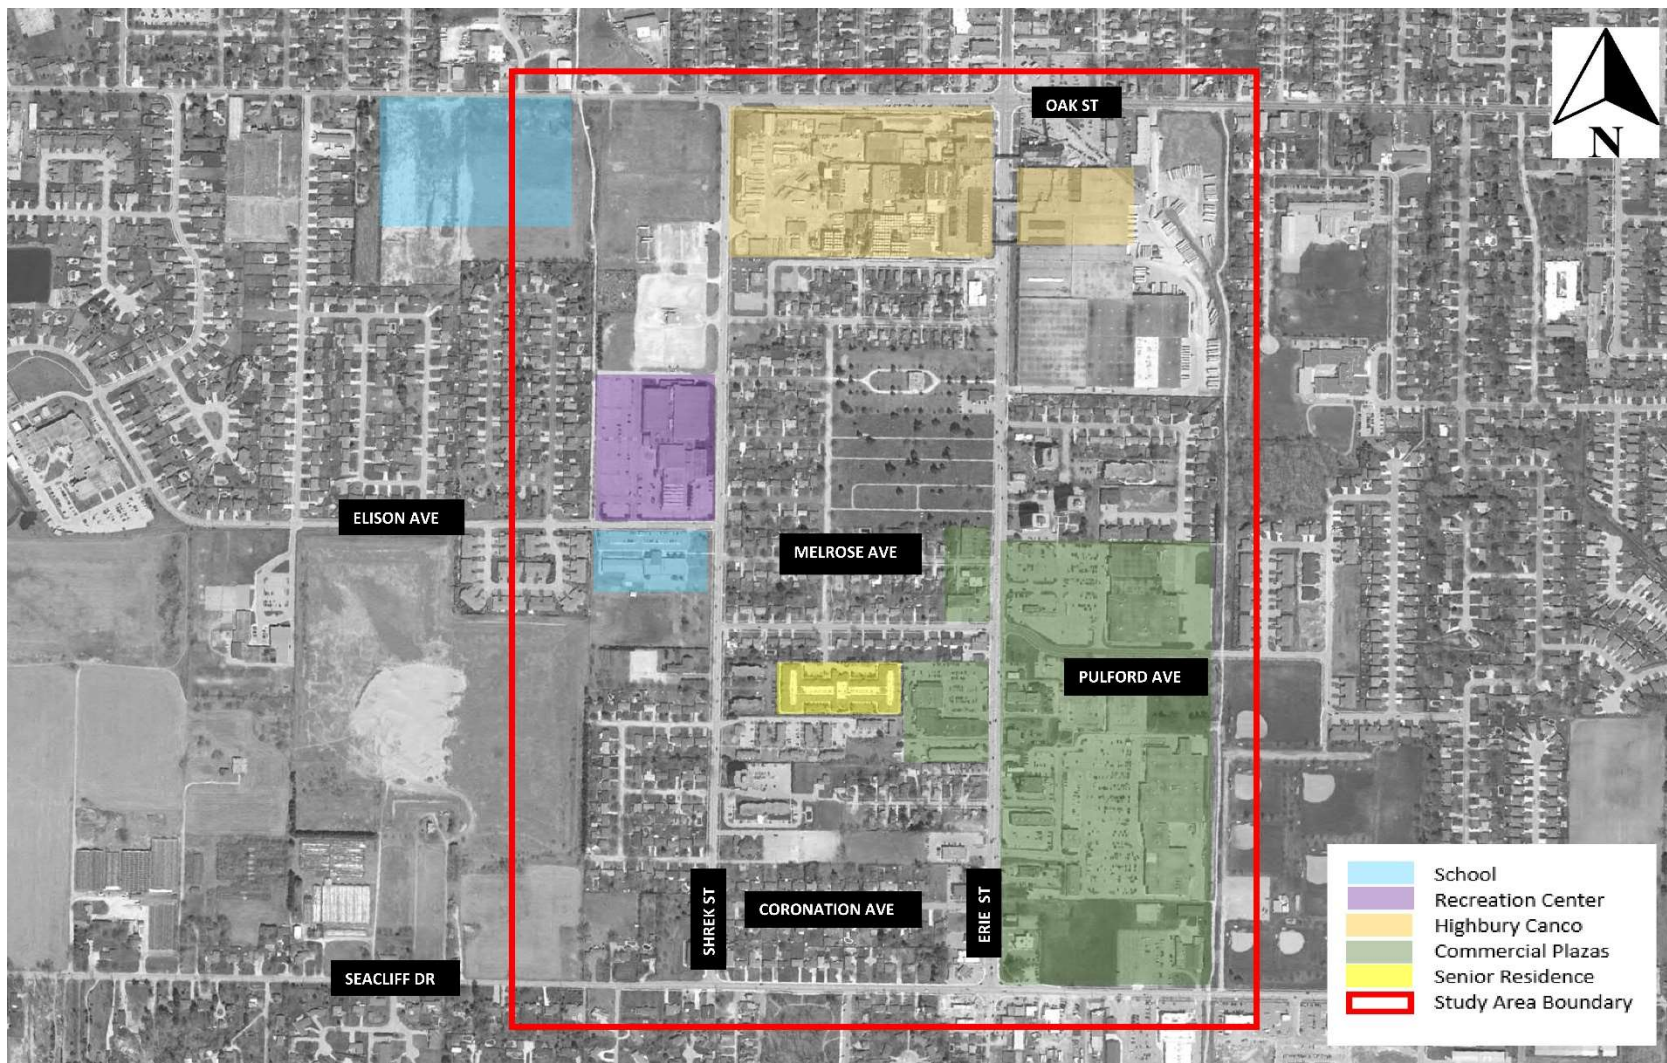 OAK ST
N
ELISON AVE
MELROSE AVE
PULFORD AVE
SHREK ST
CORONATION AVE
ERIE ST
SEACLIFF DR
School
Recreation Center
Highbury Canco
Commercial Plazas
Senior Residence
Study Area Boundary